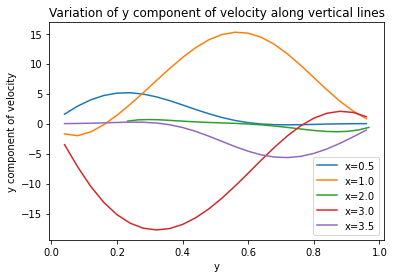 Variation of y component of velocity along vertical lines
y component of velocity
15
10
5
0
−5
−10
−15
0.0 0.2 0.4 0.6 0.8 1.0
y
x=0.5
x=1.0
x=2.0
x=3.0
x=3.5